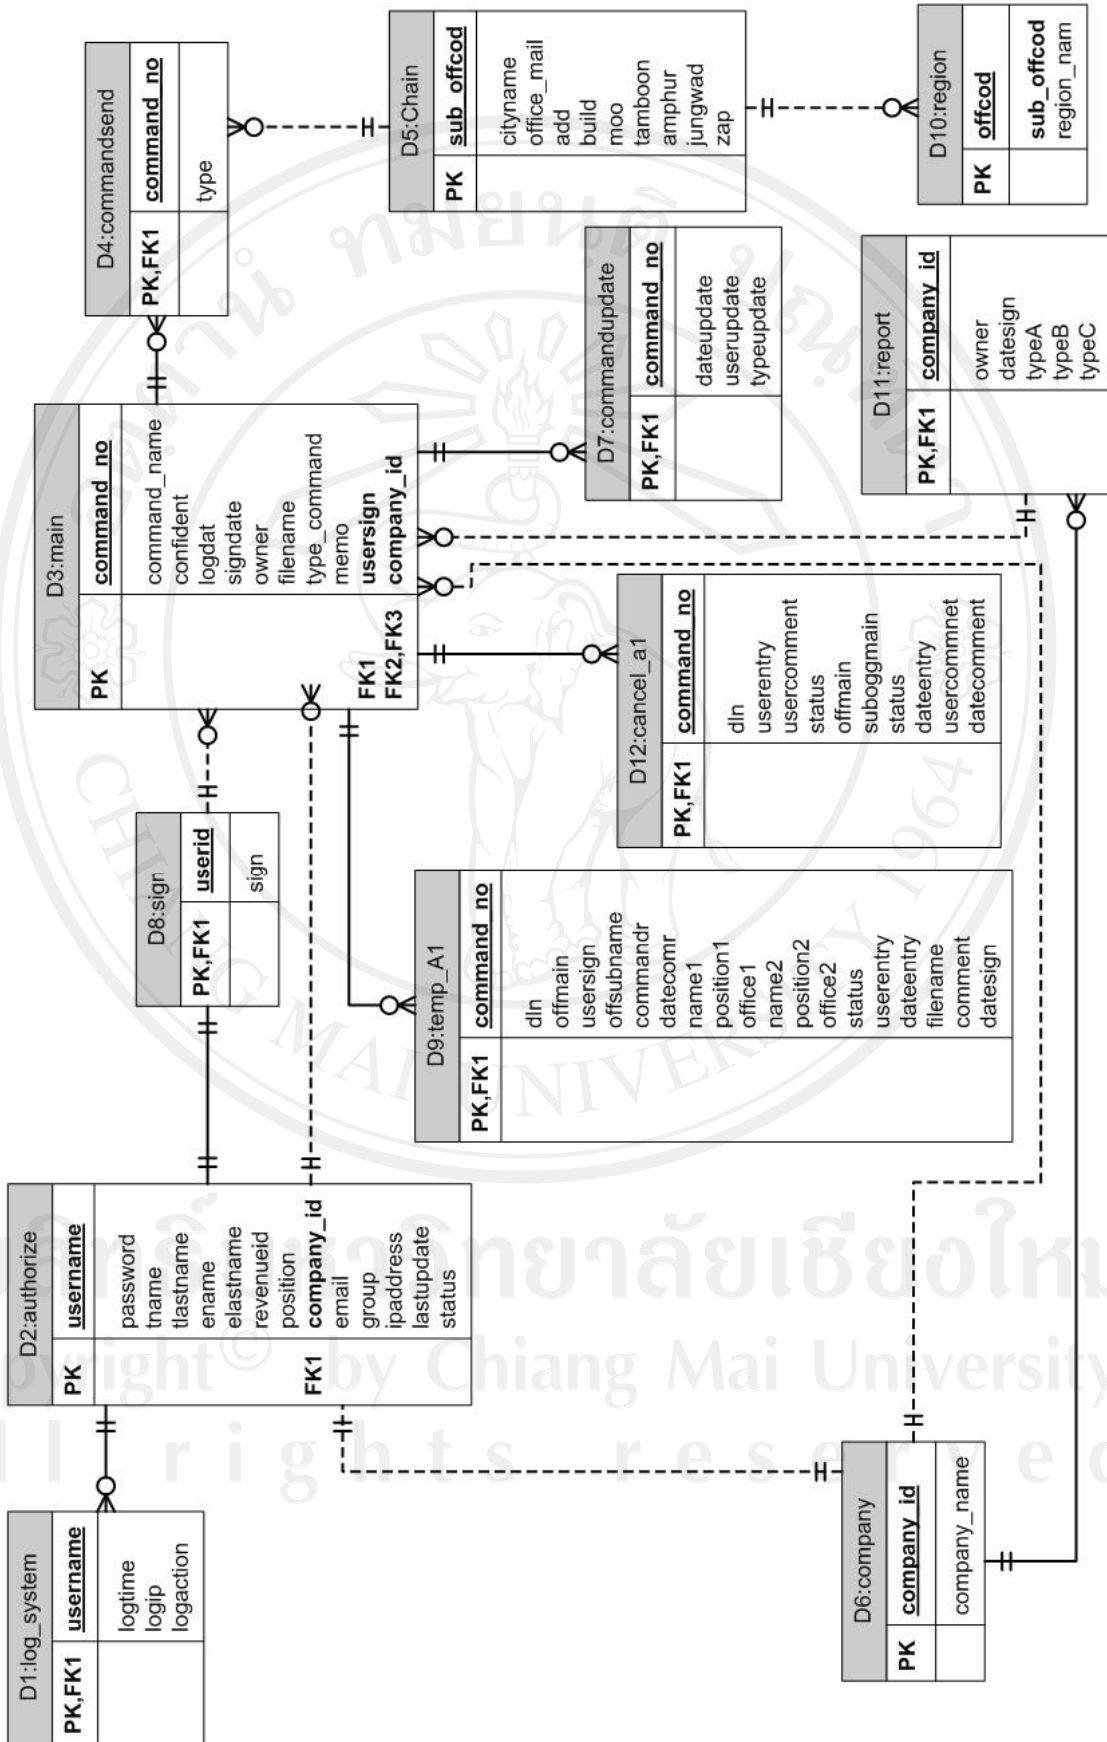 D1:log_system
PK,FK1 username
logtime
logip
logaction
D2:authorize
PK username
password
tname
tlastname
ename
elastname
revenueid
position
FK1 company_id
email
group
ipaddress
lastupdate
status
D8:sign
PK,FK1 userid
sign
D3:main
PK command_no
command_name
confident
logdat
signdate
owner
filename
type_command
memo
FK1 usersign
FK2,FK3 company_id
D4:commandsend
PK,FK1 command_no
type
D5:Chain
PK sub_offcod
cityname
office_mail
add
build
moo
tamboon
amphur
jungwad
zap
D9:temp_A1
PK,FK1 command_no
dln
offmain
usersign
offsubname
commandr
datecomr
name1
position1
office1
name2
position2
office2
status
userentry
dateentry
filename
comment
datesign
D12:cancel_a1
PK,FK1 command_no
dln
userentry
usercomment
status
offmain
suboggmain
status
dateentry
usercommnet
datecomment
D7:commandupdate
PK,FK1 command_no
dateupdate
userupdate
typeupdate
D6:company
PK company_id
company_name
D11:report
PK,FK1 company_id
owner
datesign
typeA
typeB
typeC
D10:region
PK offcod
sub_offcod
region_nam
CHIANG MAI UNIVERSITY 1964
by Chiang Mai University
rights reserved